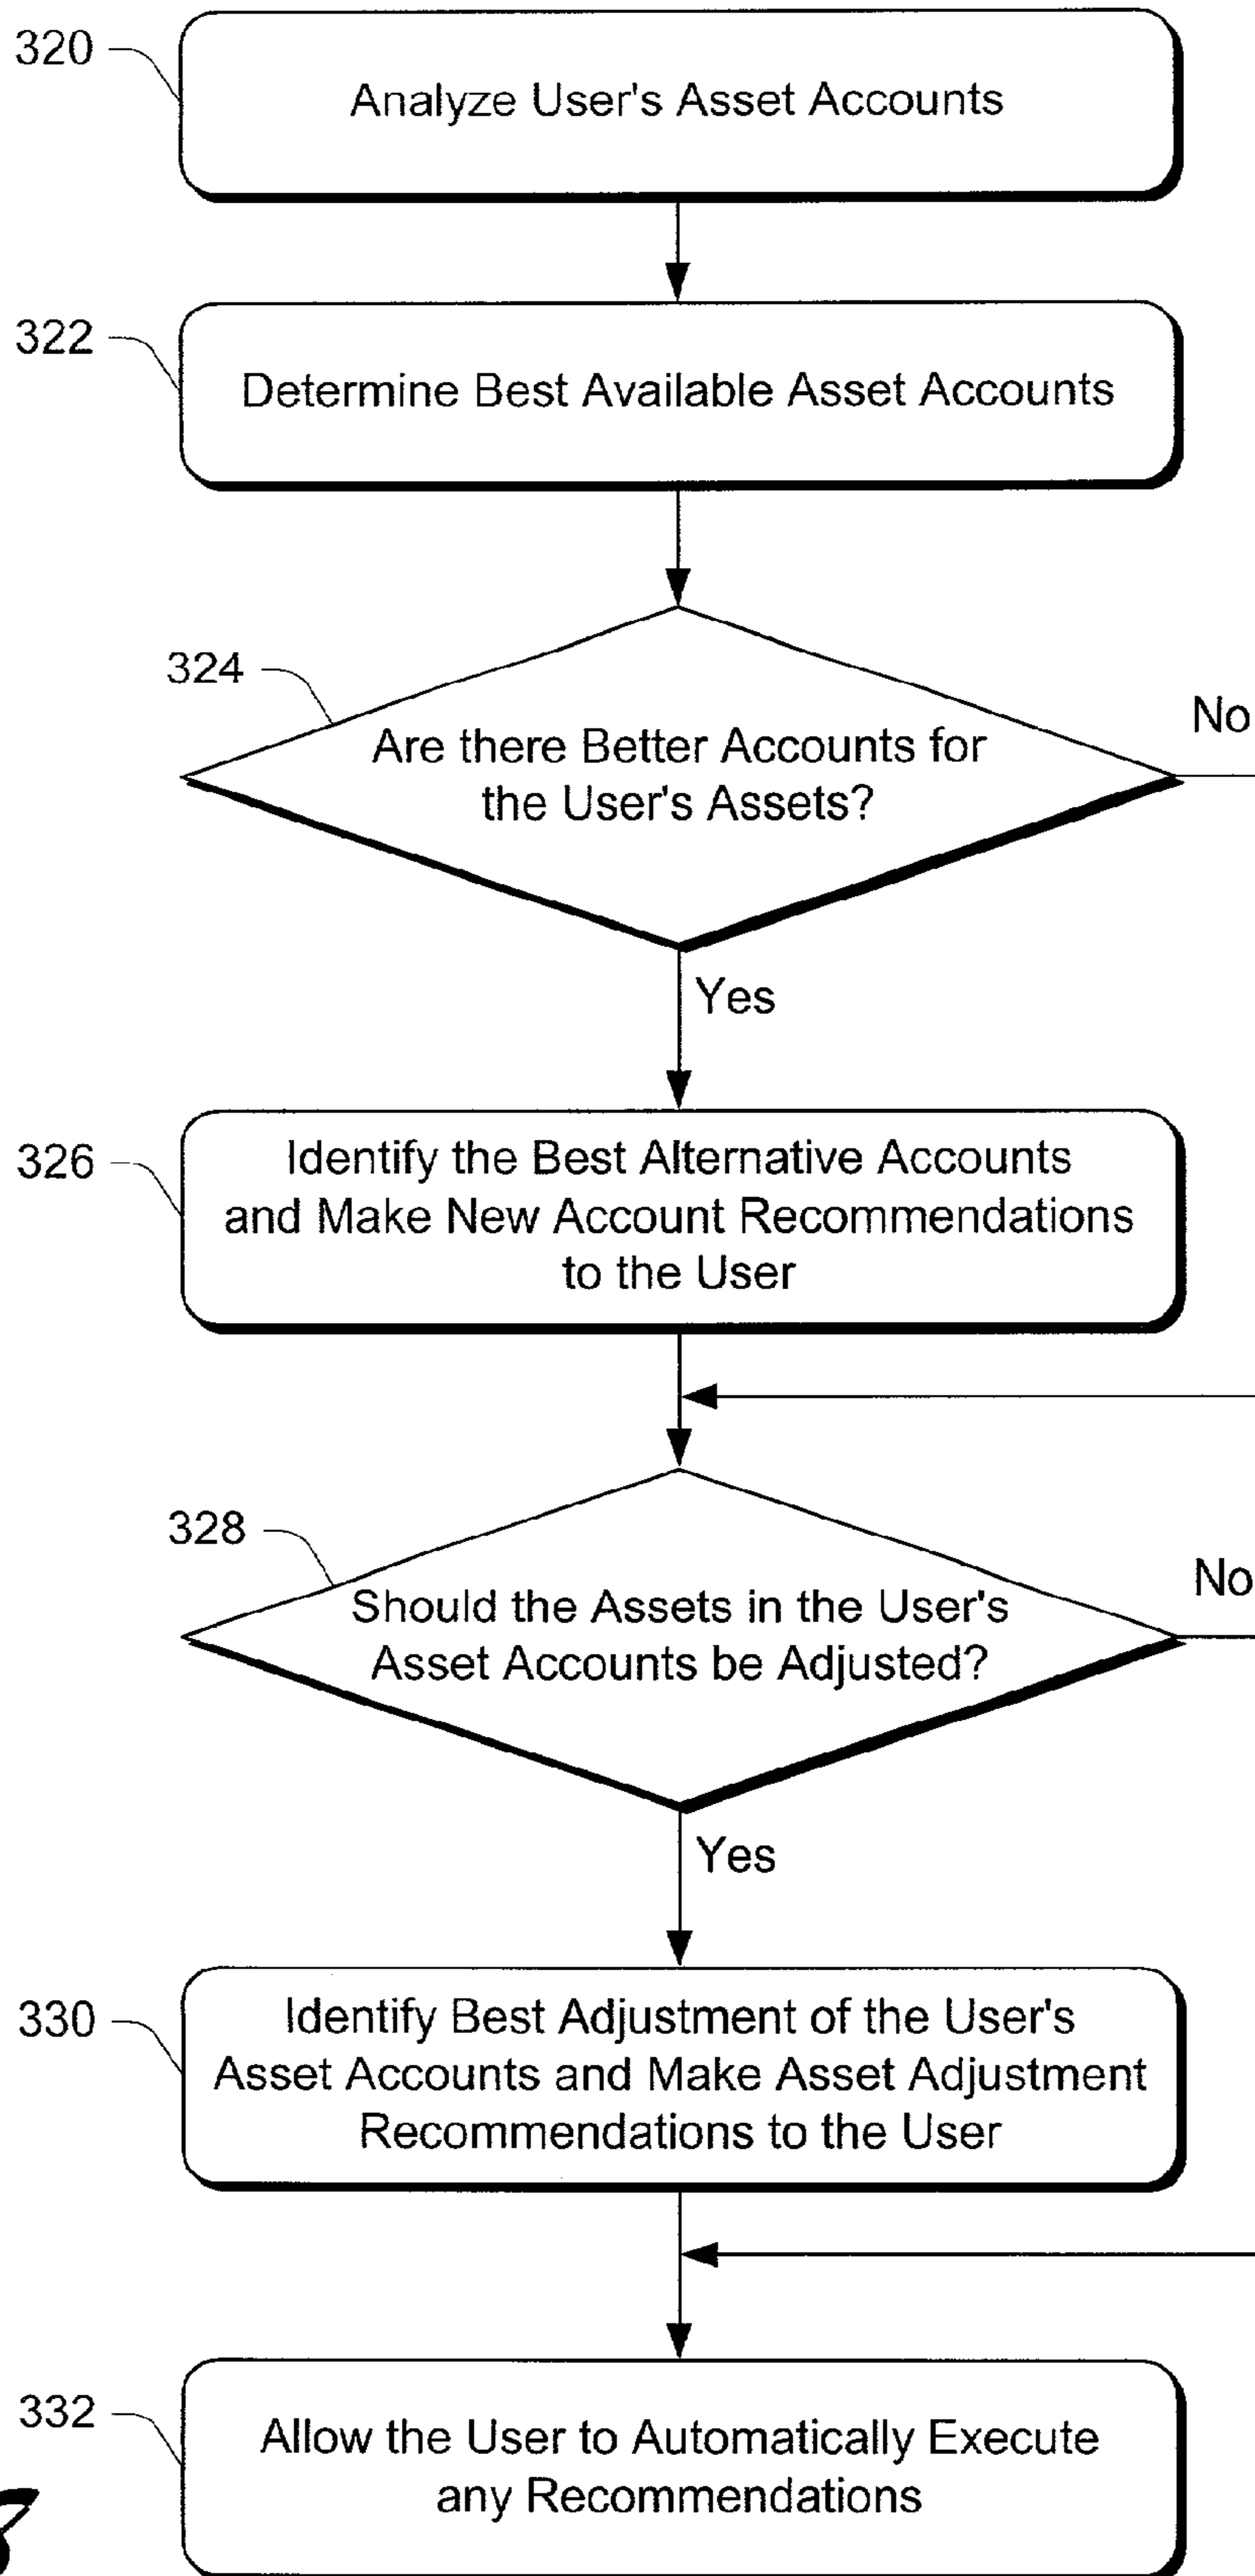 320
Analyze User's Asset Accounts
322
Determine Best Available Asset Accounts
324
Are there Better Accounts for
the User's Assets?
No
Yes
326
Identify the Best Alternative Accounts
and Make New Account Recommendations
to the User
328
Should the Assets in the User's
Asset Accounts be Adjusted?
No
Yes
330
Identify Best Adjustment of the User's
Asset Accounts and Make Asset Adjustment
Recommendations to the User
332
Allow the User to Automatically Execute
any Recommendations